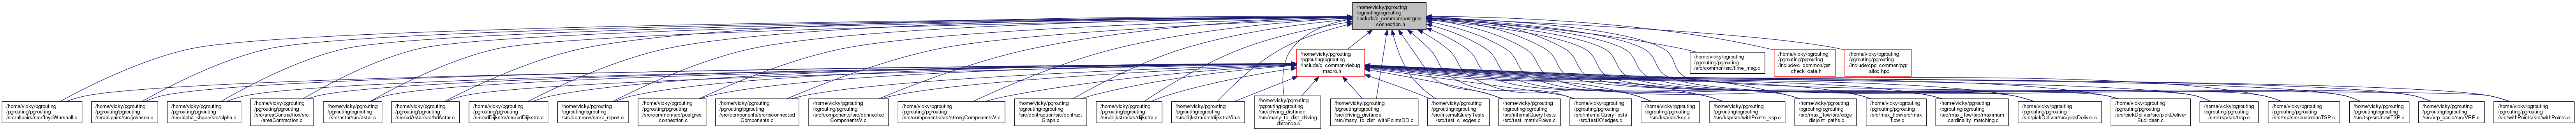 /home/vicky/pgrouting
/pgrouting/pgrouting
/include/c_common/postgres
_connection.h
/home/vicky/pgrouting
/pgrouting/pgrouting
/include/c_common/debug
_macro.h
/home/vicky/pgrouting
/pgrouting/pgrouting
/src/common/src/time_msg.c
/home/vicky/pgrouting
/pgrouting/pgrouting
/include/c_common/get
_check_data.h
/home/vicky/pgrouting
/pgrouting/pgrouting
/include/cpp_common/pgr
_alloc.hpp
/home/vicky/pgrouting
/pgrouting/pgrouting
/src/allpairs/src/floydWarshall.c
/home/vicky/pgrouting
/pgrouting/pgrouting
/src/allpairs/src/johnson.c
/home/vicky/pgrouting
/pgrouting/pgrouting
/src/alpha_shape/src/alpha.c
/home/vicky/pgrouting
/pgrouting/pgrouting
/src/areaContraction/src
/areaContraction.c
/home/vicky/pgrouting
/pgrouting/pgrouting
/src/astar/src/astar.c
/home/vicky/pgrouting
/pgrouting/pgrouting
/src/bdAstar/src/bdAstar.c
/home/vicky/pgrouting
/pgrouting/pgrouting
/src/bdDijkstra/src/bdDijkstra.c
/home/vicky/pgrouting
/pgrouting/pgrouting
/src/common/src/e_report.c
/home/vicky/pgrouting
/pgrouting/pgrouting
/src/common/src/postgres
_connection.c
/home/vicky/pgrouting
/pgrouting/pgrouting
/src/components/src/biconnected
Components.c
/home/vicky/pgrouting
/pgrouting/pgrouting
/src/components/src/connected
ComponentsV.c
/home/vicky/pgrouting
/pgrouting/pgrouting
/src/components/src/strongComponentsV.c
/home/vicky/pgrouting
/pgrouting/pgrouting
/src/contraction/src/contract
Graph.c
/home/vicky/pgrouting
/pgrouting/pgrouting
/src/dijkstra/src/dijkstra.c
/home/vicky/pgrouting
/pgrouting/pgrouting
/src/dijkstra/src/dijkstraVia.c
/home/vicky/pgrouting
/pgrouting/pgrouting
/src/driving_distance
/src/many_to_dist_driving
_distance.c
/home/vicky/pgrouting
/pgrouting/pgrouting
/src/driving_distance
/src/many_to_dist_withPointsDD.c
/home/vicky/pgrouting
/pgrouting/pgrouting
/src/internalQueryTests
/src/test_c_edges.c
/home/vicky/pgrouting
/pgrouting/pgrouting
/src/internalQueryTests
/src/test_matrixRows.c
/home/vicky/pgrouting
/pgrouting/pgrouting
/src/internalQueryTests
/src/testXYedges.c
/home/vicky/pgrouting
/pgrouting/pgrouting
/src/ksp/src/ksp.c
/home/vicky/pgrouting
/pgrouting/pgrouting
/src/ksp/src/withPoints_ksp.c
/home/vicky/pgrouting
/pgrouting/pgrouting
/src/max_flow/src/edge
_disjoint_paths.c
/home/vicky/pgrouting
/pgrouting/pgrouting
/src/max_flow/src/max
_flow.c
/home/vicky/pgrouting
/pgrouting/pgrouting
/src/max_flow/src/maximum
_cardinality_matching.c
/home/vicky/pgrouting
/pgrouting/pgrouting
/src/pickDeliver/src/pickDeliver.c
/home/vicky/pgrouting
/pgrouting/pgrouting
/src/pickDeliver/src/pickDeliver
Euclidean.c
/home/vicky/pgrouting
/pgrouting/pgrouting
/src/trsp/src/trsp.c
/home/vicky/pgrouting
/pgrouting/pgrouting
/src/tsp/src/euclideanTSP.c
/home/vicky/pgrouting
/pgrouting/pgrouting
/src/tsp/src/newTSP.c
/home/vicky/pgrouting
/pgrouting/pgrouting
/src/vrp_basic/src/VRP.c
/home/vicky/pgrouting
/pgrouting/pgrouting
/src/withPoints/src/withPoints.c